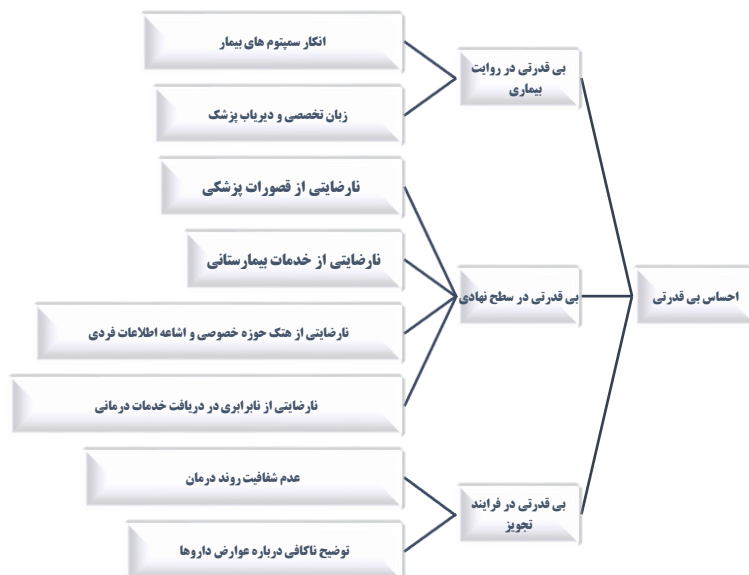 احساس بی قدرتی
بی قدرتی در روایت
بیماری
انکار سمپتوم های بیمار
زبان تخصصی و دیریاب پزشک
بی قدرتی در سطح نهادی
نارضایتی از قصورات پزشکی
نارضایتی از خدمات بیمارستانی
نارضایتی از هتک حوزه خصوصی و اشاعه اطلاعات فردی
نارضایتی از نابرابری در دریافت خدمات درمانی
بی قدرتی در فرایند
تجویز
عدم شفافیت روند درمان
توضیح ناکافی درباره عوارض داروها